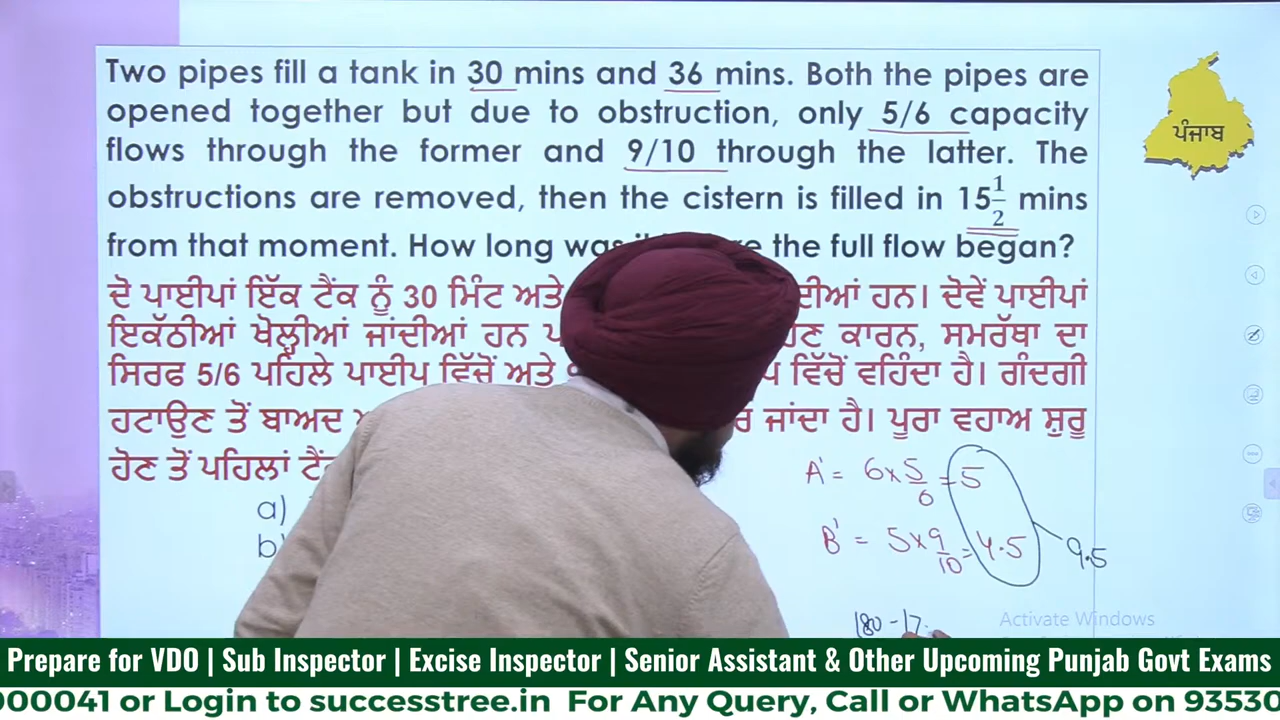 Two pipes fill a tank in 30 mins and 36 mins. Both the pipes are
opened together but due to obstruction, only 5/6 capacity
flows through the former and 9/10 through the latter. The
obstructions are removed, then the cistern is filled in 15 1/2 mins
from that moment. How long was the full flow began?
ਦੋ ਪਾਈਪਾਂ ਇੱਕ ਟੈਂਕ ਨੂੰ 30 ਮਿੰਟ ਅਤੇ ਹਨ। ਦੋਵੇਂ ਪਾਈਪਾਂ
ਇਕੱਠੀਆਂ ਖੋਲ੍ਹੀਆਂ ਜਾਂਦੀਆਂ ਹਨ ਕਾਰਨ, ਸਮਰੱਥਾ ਦਾ
ਸਿਰਫ 5/6 ਪਹਿਲੇ ਪਾਈਪ ਵਿੱਚੋਂ ਅਤੇ ਵਿੱਚੋਂ ਵਹਿੰਦਾ ਹੈ। ਗੰਦਗੀ
ਹਟਾਉਣ ਤੋਂ ਬਾਅਦ ਜਾਂਦਾ ਹੈ। ਪੂਰਾ ਵਹਾਅ ਸ਼ੁਰੂ
ਹੋਣ ਤੋਂ ਪਹਿਲਾਂ
a)
b)
A' = 6 × 5/6 = 5
B' = 5 × 9/10 = 4.5
9.5
180 - 17
ਪੰਜਾਬ
Activate Windows
Prepare for VDO | Sub Inspector | Excise Inspector | Senior Assistant & Other Upcoming Punjab Govt Exams
000041 or Login to successtree.in For Any Query, Call or WhatsApp on 93530